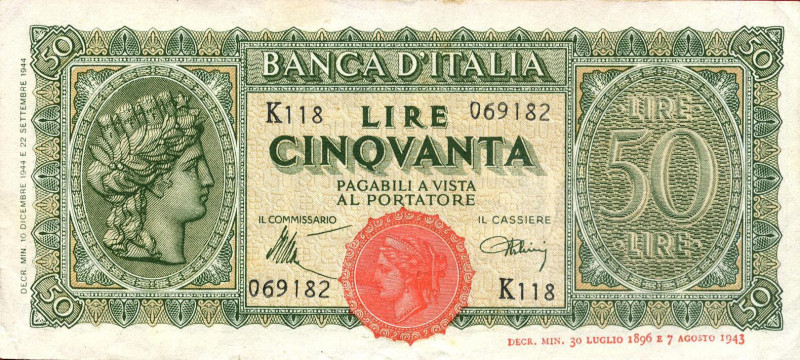 50
50
BANCA D'ITALIA
K118 LIRE 069182
CINQVANTA
PAGABILI A VISTA
AL PORTATORE
IL COMMISSARIO IL CASSIERE
069182 K118
LIRE
50
LIRE
50
50
DECR. MIN. 10 DICEMBRE 1944 E 22 SETTEMBRE 1944
DECR. MIN. 30 LUGLIO 1896 E 7 AGOSTO 1943